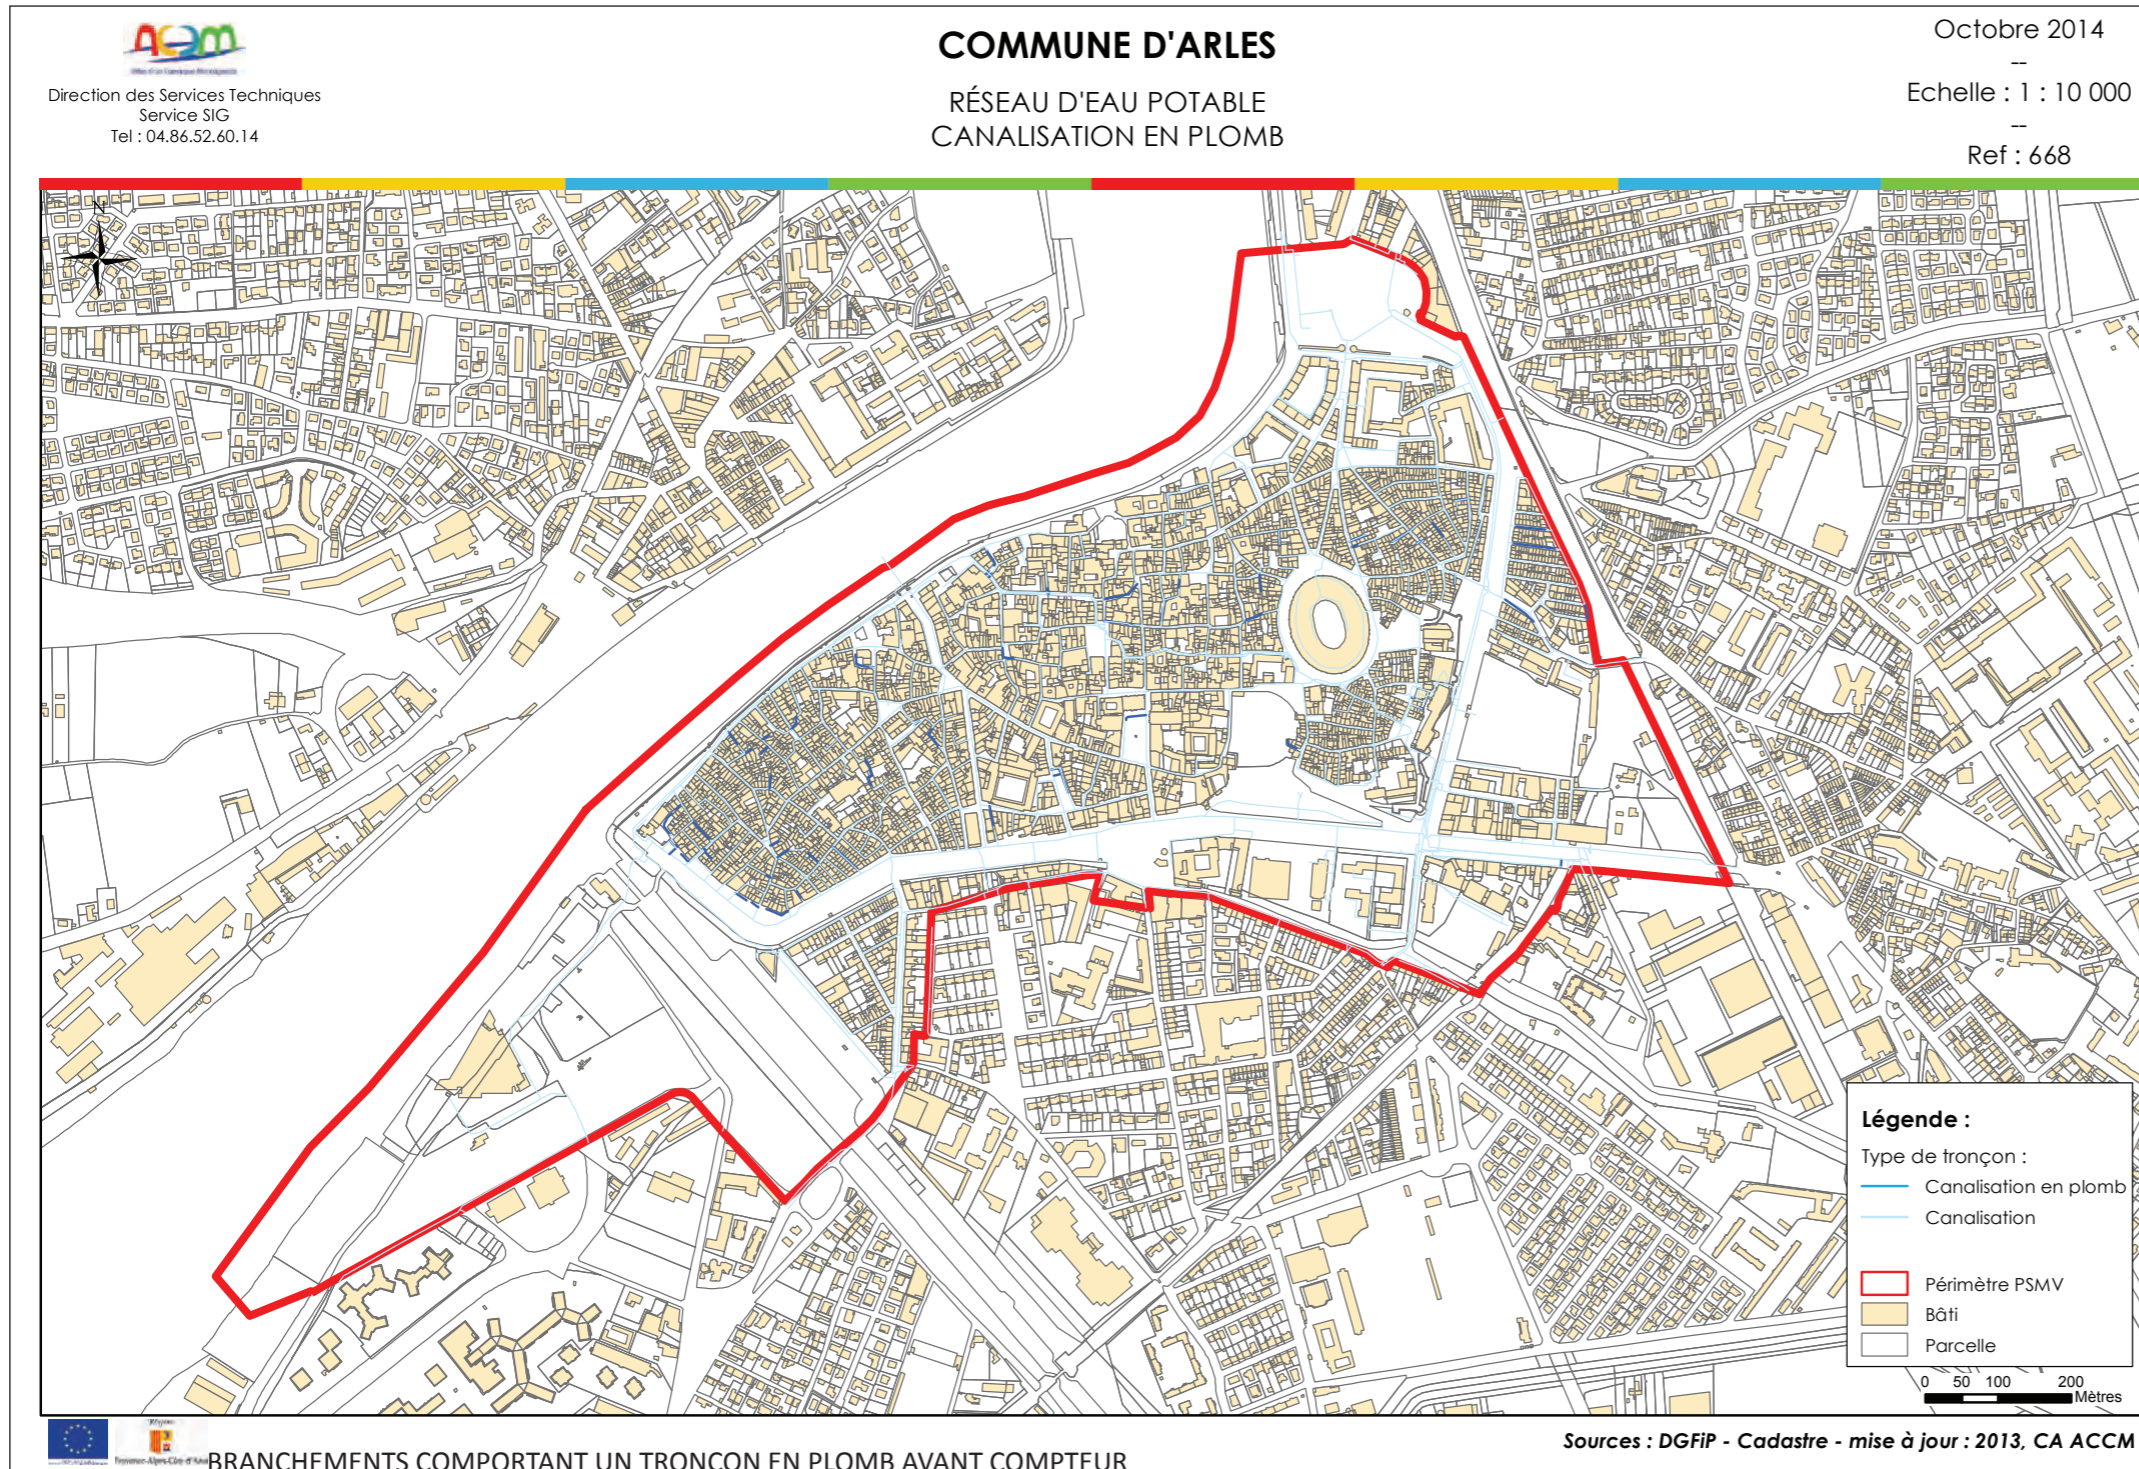 ACCM
Direction des Services Techniques
Service SIG
Tel : 04.86.52.60.14
COMMUNE D'ARLES
RÉSEAU D'EAU POTABLE
CANALISATION EN PLOMB
Octobre 2014
--
Echelle : 1 : 10 000
--
Ref : 668
N
Légende :
Type de tronçon :
Canalisation en plomb
Canalisation
Périmètre PSMV
Bâti
Parcelle
0 50 100 200
Mètres
Sources : DGFiP - Cadastre - mise à jour : 2013, CA ACCM
BRANCHEMENTS COMPORTANT UN TRONCON EN PLOMB AVANT COMPTEUR